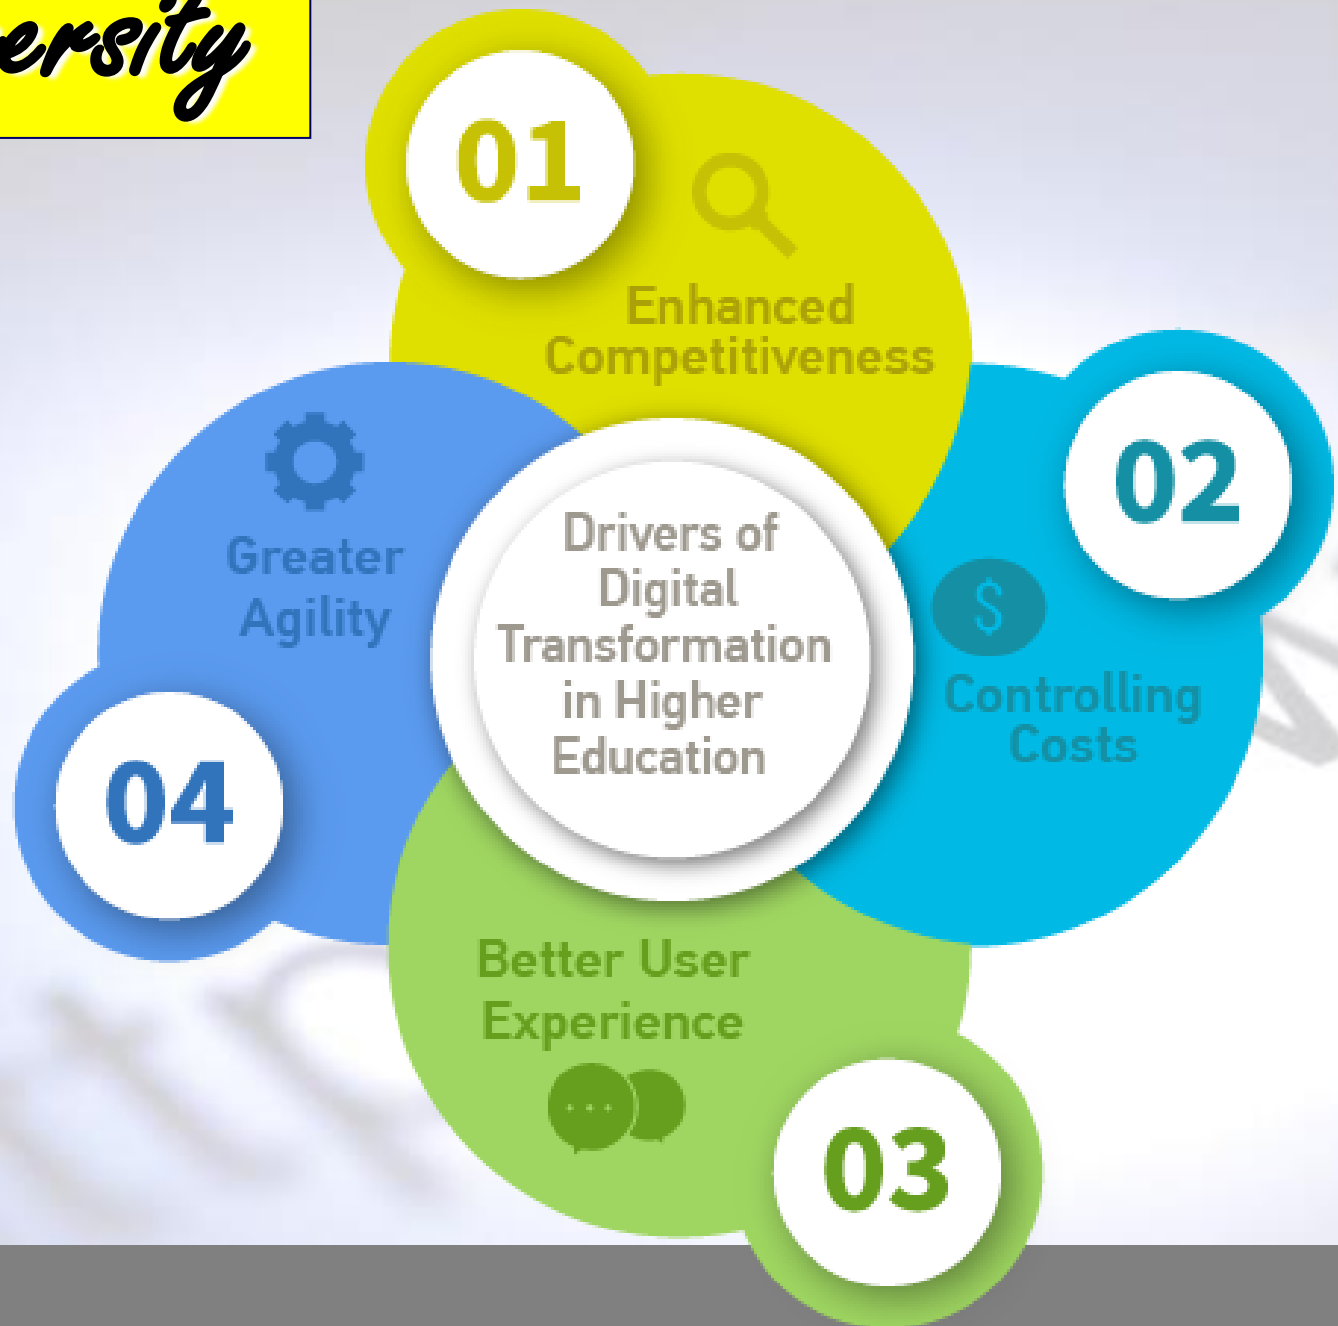 ersity
01
Enhanced
Competitiveness
02
$
Controlling
Costs
Drivers of
Digital
Transformation
in Higher
Education
Greater
Agility
04
Better User
Experience
03